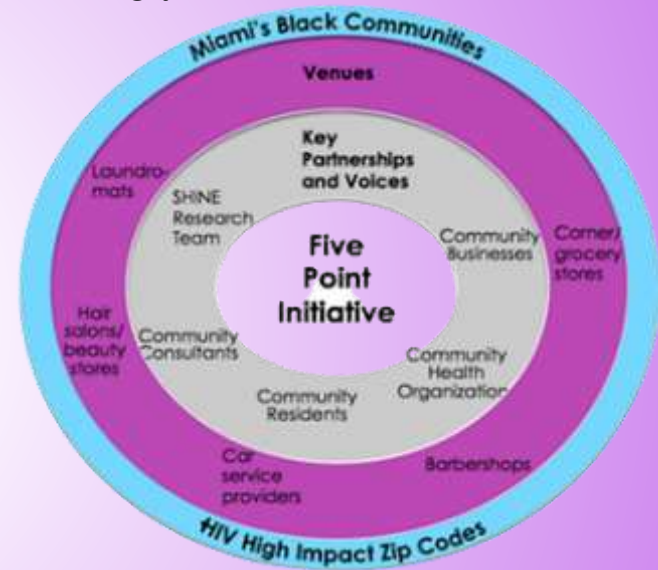 Miami's Black Communities
Venues
Key
Partnerships
and Voices
Laundro-
mats
SHINE
Research
Team
Community
Businesses
Corner/
grocery
stores
Five
Point
Initiative
Hair
salons/
beauty
stores
Community
Consultants
Community
Health
Organization
Community
Residents
Car
service
providers
Barbershops
HIV High Impact Zip Codes